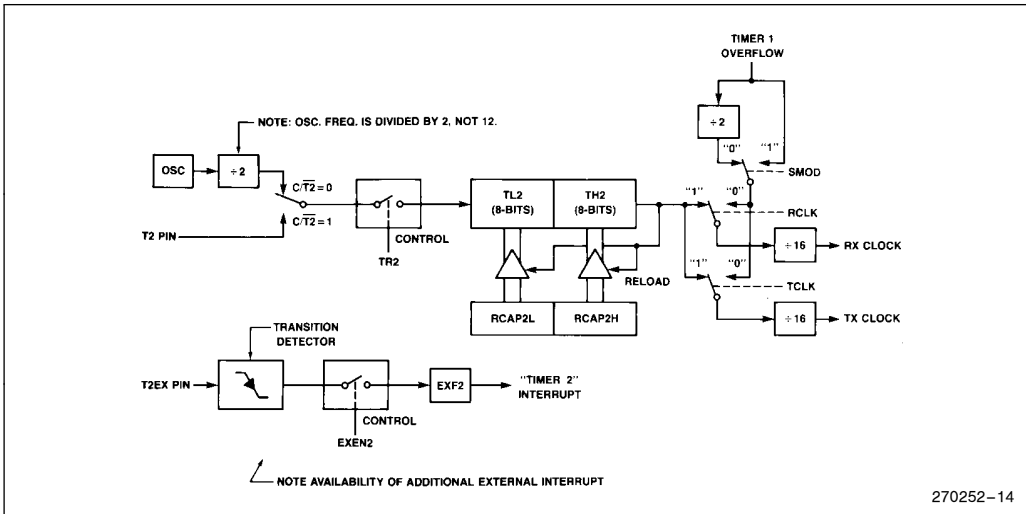 TIMER 1
OVERFLOW
÷2
NOTE: OSC. FREQ. IS DIVIDED BY 2, NOT 12.
"0"
"1"
SMOD
OSC
÷2
C/T2̅=0
C/T2̅=1
T2 PIN
CONTROL
TR2
TL2
(8-BITS)
TH2
(8-BITS)
"1"
"0"
RCLK
÷16
RX CLOCK
RELOAD
"1"
"0"
TCLK
RCAP2L
RCAP2H
÷16
TX CLOCK
TRANSITION
DETECTOR
T2EX PIN
CONTROL
EXEN2
EXF2
"TIMER 2"
INTERRUPT
NOTE AVAILABILITY OF ADDITIONAL EXTERNAL INTERRUPT
270252–14